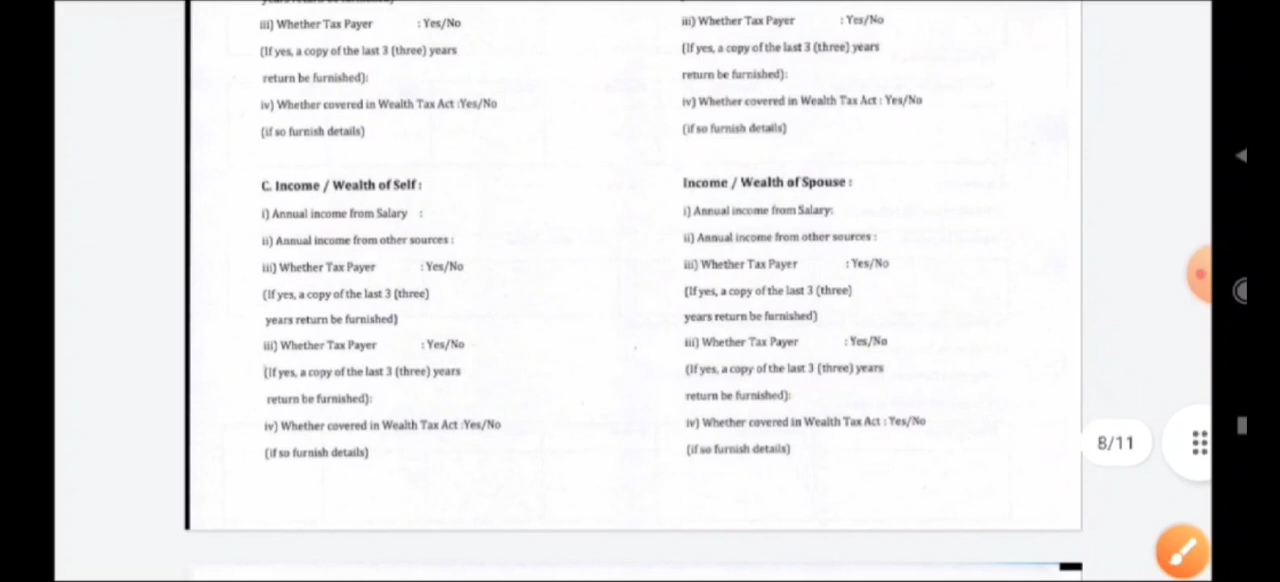 iii) Whether Tax Payer : Yes/No
(If yes, a copy of the last 3 (three) years
return be furnished):
iv) Whether covered in Wealth Tax Act :Yes/No
(if so furnish details)
iii) Whether Tax Payer : Yes/No
(If yes, a copy of the last 3 (three) years
return be furnished):
iv) Whether covered in Wealth Tax Act : Yes/No
(if so furnish details)
C. Income / Wealth of Self :
i) Annual income from Salary :
ii) Annual income from other sources :
iii) Whether Tax Payer : Yes/No
(If yes, a copy of the last 3 (three)
years return be furnished)
iii) Whether Tax Payer : Yes/No
(If yes, a copy of the last 3 (three) years
return be furnished):
iv) Whether covered in Wealth Tax Act :Yes/No
(if so furnish details)
Income / Wealth of Spouse :
i) Annual income from Salary:
ii) Annual income from other sources :
iii) Whether Tax Payer : Yes/No
(If yes, a copy of the last 3 (three)
years return be furnished)
iii) Whether Tax Payer : Yes/No
(If yes, a copy of the last 3 (three) years
return be furnished):
iv) Whether covered in Wealth Tax Act : Yes/No
(if so furnish details)
8/11